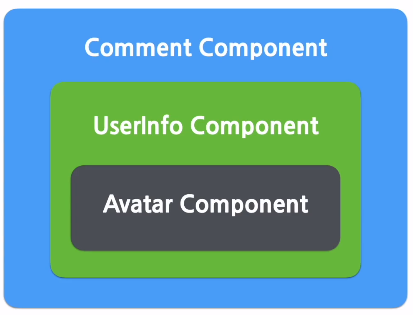 Comment Component
UserInfo Component
Avatar Component